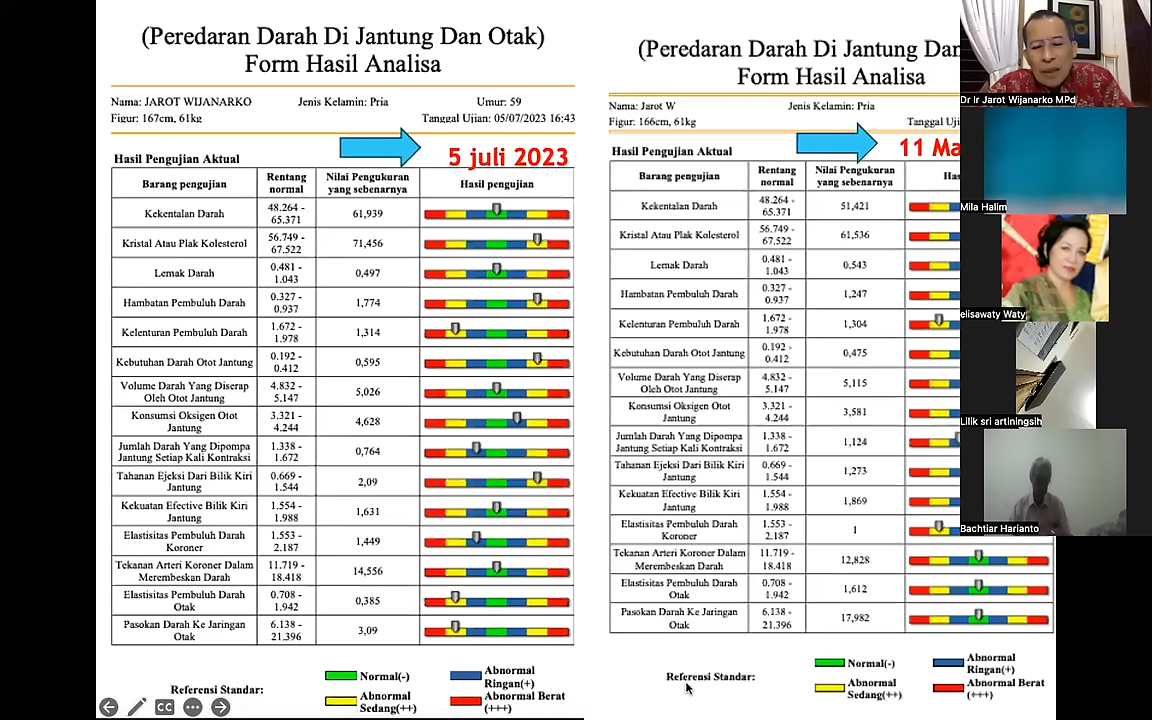 (Peredaran Darah Di Jantung Dan Otak)
Form Hasil Analisa
Nama: JAROT WIJANARKO Jenis Kelamin: Pria Umur: 59
Figur: 167cm, 61kg Tanggal Ujian: 05/07/2023 16:43
5 juli 2023
Hasil Pengujian Aktual
Barang pengujian Rentang normal Nilai Pengukuran yang sebenarnya Hasil pengujian
Kekentalan Darah 48.264 - 65.371 61,939
Kristal Atau Plak Kolesterol 56.749 - 67.522 71,456
Lemak Darah 0.481 - 1.043 0,497
Hambatan Pembuluh Darah 0.327 - 0.937 1,774
Kelenturan Pembuluh Darah 1.672 - 1.978 1,314
Kebutuhan Darah Otot Jantung 0.192 - 0.412 0,595
Volume Darah Yang Diserap Oleh Otot Jantung 4.832 - 5.147 5,026
Konsumsi Oksigen Otot Jantung 3.321 - 4.244 4,628
Jumlah Darah Yang Dipompa Jantung Setiap Kali Kontraksi 1.338 - 1.672 0,764
Tahanan Ejeksi Dari Bilik Kiri Jantung 0.669 - 1.544 2,09
Kekuatan Efective Bilik Kiri Jantung 1.554 - 1.988 1,631
Elastisitas Pembuluh Darah Koroner 1.553 - 2.187 1,449
Tekanan Arteri Koroner Dalam Merembeskan Darah 11.719 - 18.418 14,556
Elastisitas Pembuluh Darah Otak 0.708 - 1.942 0,385
Pasokan Darah Ke Jaringan Otak 6.138 - 21.396 3,09
Referensi Standar:
Normal(-) Abnormal Ringan(+)
Abnormal Sedang(++) Abnormal Berat (+++)
(Peredaran Darah Di Jantung Dan
Form Hasil Analisa
Nama: Jarot W Jenis Kelamin: Pria
Figur: 166cm, 61kg Tanggal Uji
11 Ma
Hasil Pengujian Aktual
Barang pengujian Rentang normal Nilai Pengukuran yang sebenarnya Has
Kekentalan Darah 48.264 - 65.371 51,421
Kristal Atau Plak Kolesterol 56.749 - 67.522 61,536
Lemak Darah 0.481 - 1.043 0,543
Hambatan Pembuluh Darah 0.327 - 0.937 1,247
Kelenturan Pembuluh Darah 1.672 - 1.978 1,304
Kebutuhan Darah Otot Jantung 0.192 - 0.412 0,475
Volume Darah Yang Diserap Oleh Otot Jantung 4.832 - 5.147 5,115
Konsumsi Oksigen Otot Jantung 3.321 - 4.244 3,581
Jumlah Darah Yang Dipompa Jantung Setiap Kali Kontraksi 1.338 - 1.672 1,124
Tahanan Ejeksi Dari Bilik Kiri Jantung 0.669 - 1.544 1,273
Kekuatan Efective Bilik Kiri Jantung 1.554 - 1.988 1,869
Elastisitas Pembuluh Darah Koroner 1.553 - 2.187 1
Tekanan Arteri Koroner Dalam Merembeskan Darah 11.719 - 18.418 12,828
Elastisitas Pembuluh Darah Otak 0.708 - 1.942 1,612
Pasokan Darah Ke Jaringan Otak 6.138 - 21.396 17,982
Referensi Standar:
Normal(-) Abnormal Ringan(+)
Abnormal Sedang(++) Abnormal Berat (+++)
Dr Ir Jarot Wijanarko MPd
Mila Halim
elisawaty Waty
Lilik sri artiningsih
Bachtiar Harianto
CC